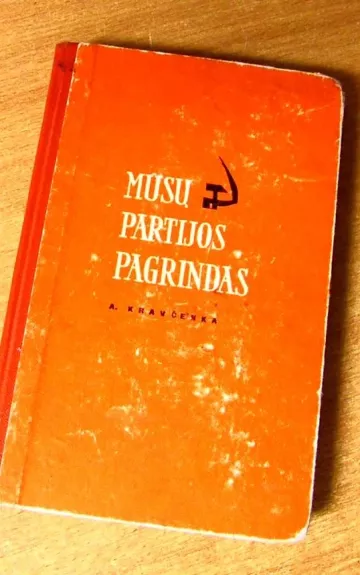 MŪSŲ
PARTIJOS
PAGRINDAS
A. KRAVČENKA